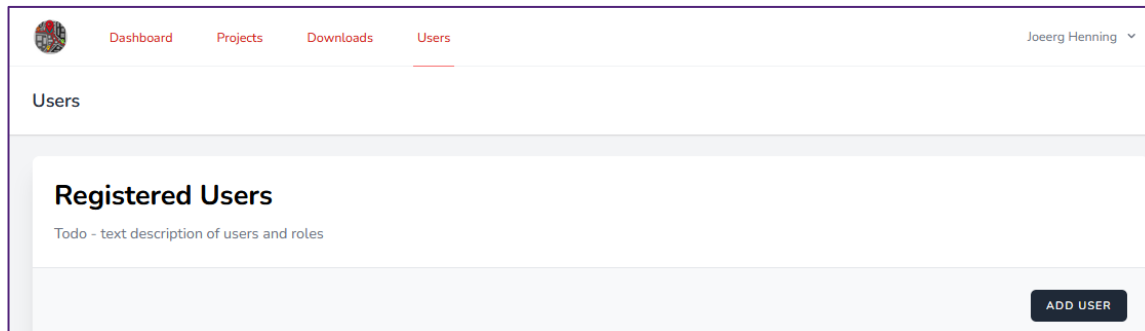 Dashboard Projects Downloads Users Joeerg Henning
Users
Registered Users
Todo - text description of users and roles
ADD USER